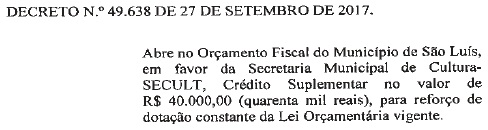 DECRETO N.º 49.638 DE 27 DE SETEMBRO DE 2017.
Abre no Orçamento Fiscal do Município de São Luís,
em favor da Secretaria Municipal de Cultura-
SECULT, Crédito Suplementar no valor de
R$ 40.000,00 (quarenta mil reais), para reforço de
dotação constante da Lei Orçamentária vigente.